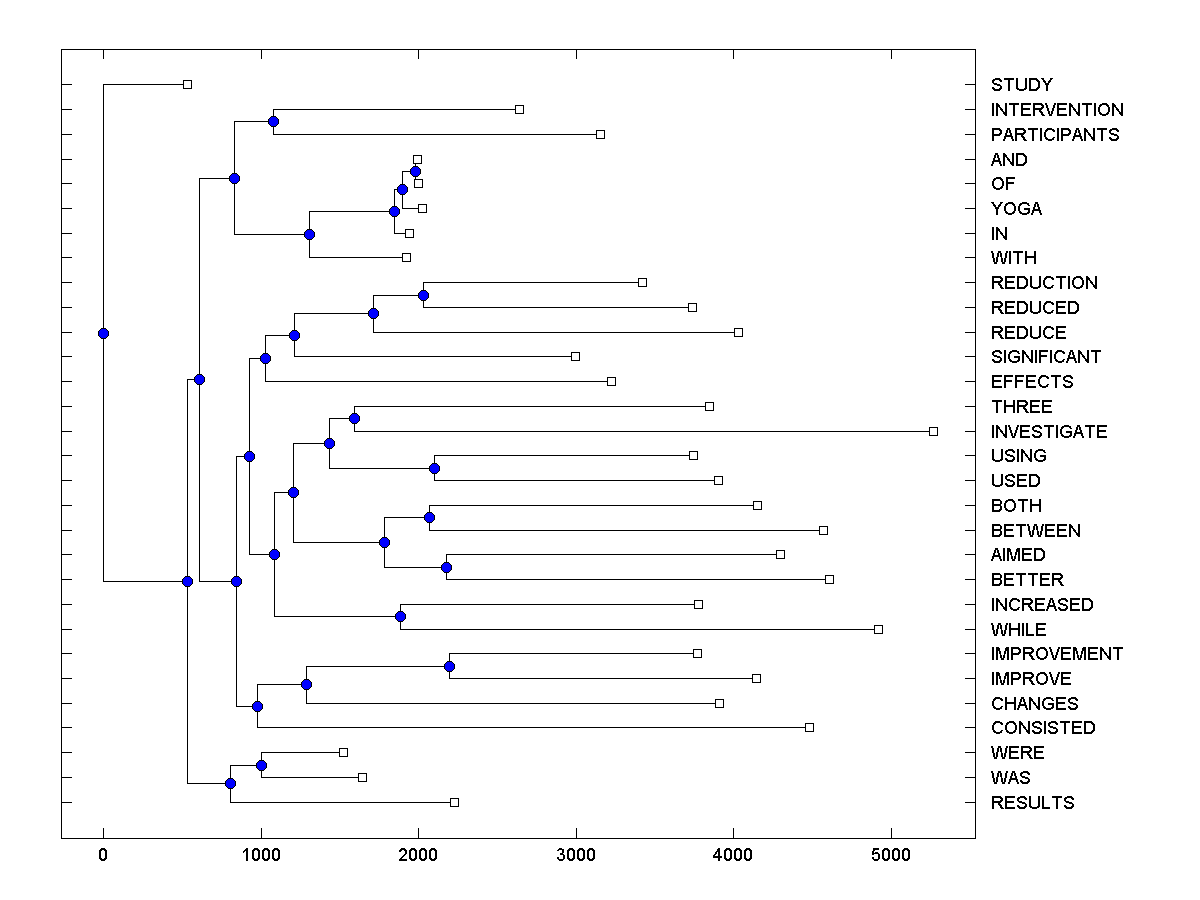 STUDY
INTERVENTION
PARTICIPANTS
AND
OF
YOGA
IN
WITH
REDUCTION
REDUCED
REDUCE
SIGNIFICANT
EFFECTS
THREE
INVESTIGATE
USING
USED
BOTH
BETWEEN
AIMED
BETTER
INCREASED
WHILE
IMPROVEMENT
IMPROVE
CHANGES
CONSISTED
WERE
WAS
RESULTS
0 1000 2000 3000 4000 5000